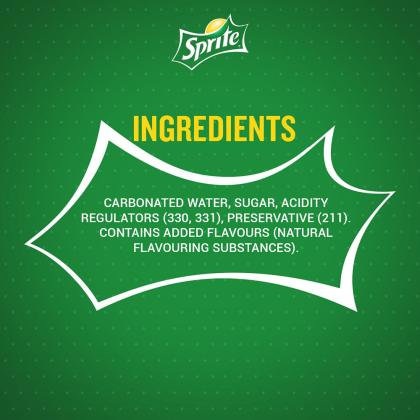 Sprite
INGREDIENTS
CARBONATED WATER, SUGAR, ACIDITY
REGULATORS (330, 331), PRESERVATIVE (211).
CONTAINS ADDED FLAVOURS (NATURAL
FLAVOURING SUBSTANCES).